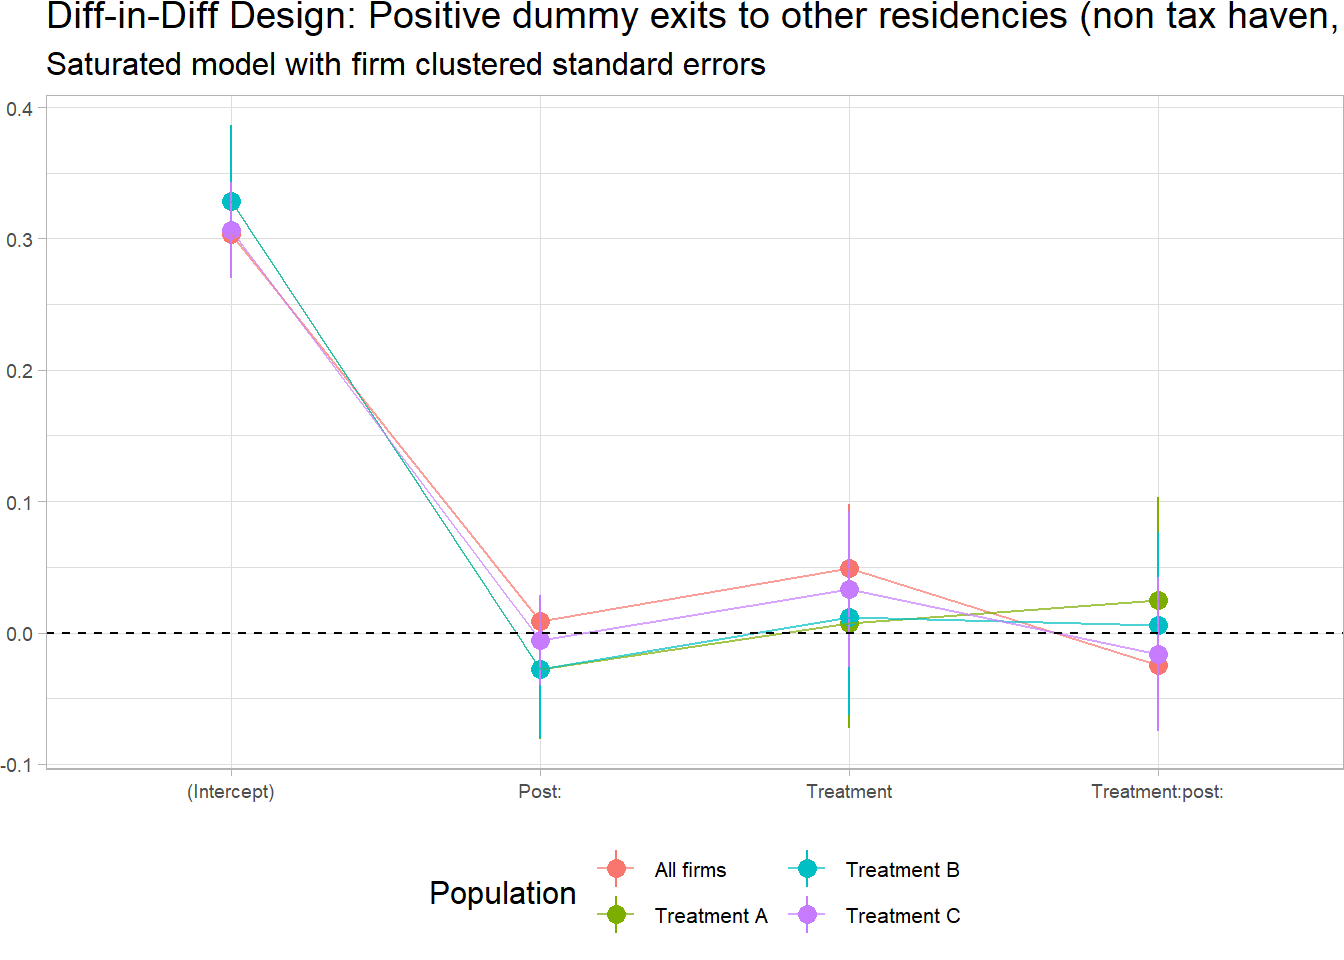 Diff-in-Diff Design: Positive dummy exits to other residencies (non tax haven,
Saturated model with firm clustered standard errors
0.4
0.3
0.2
0.1
0.0
-0.1
(Intercept) Post: Treatment Treatment:post:
Population
All firms Treatment B
Treatment A Treatment C